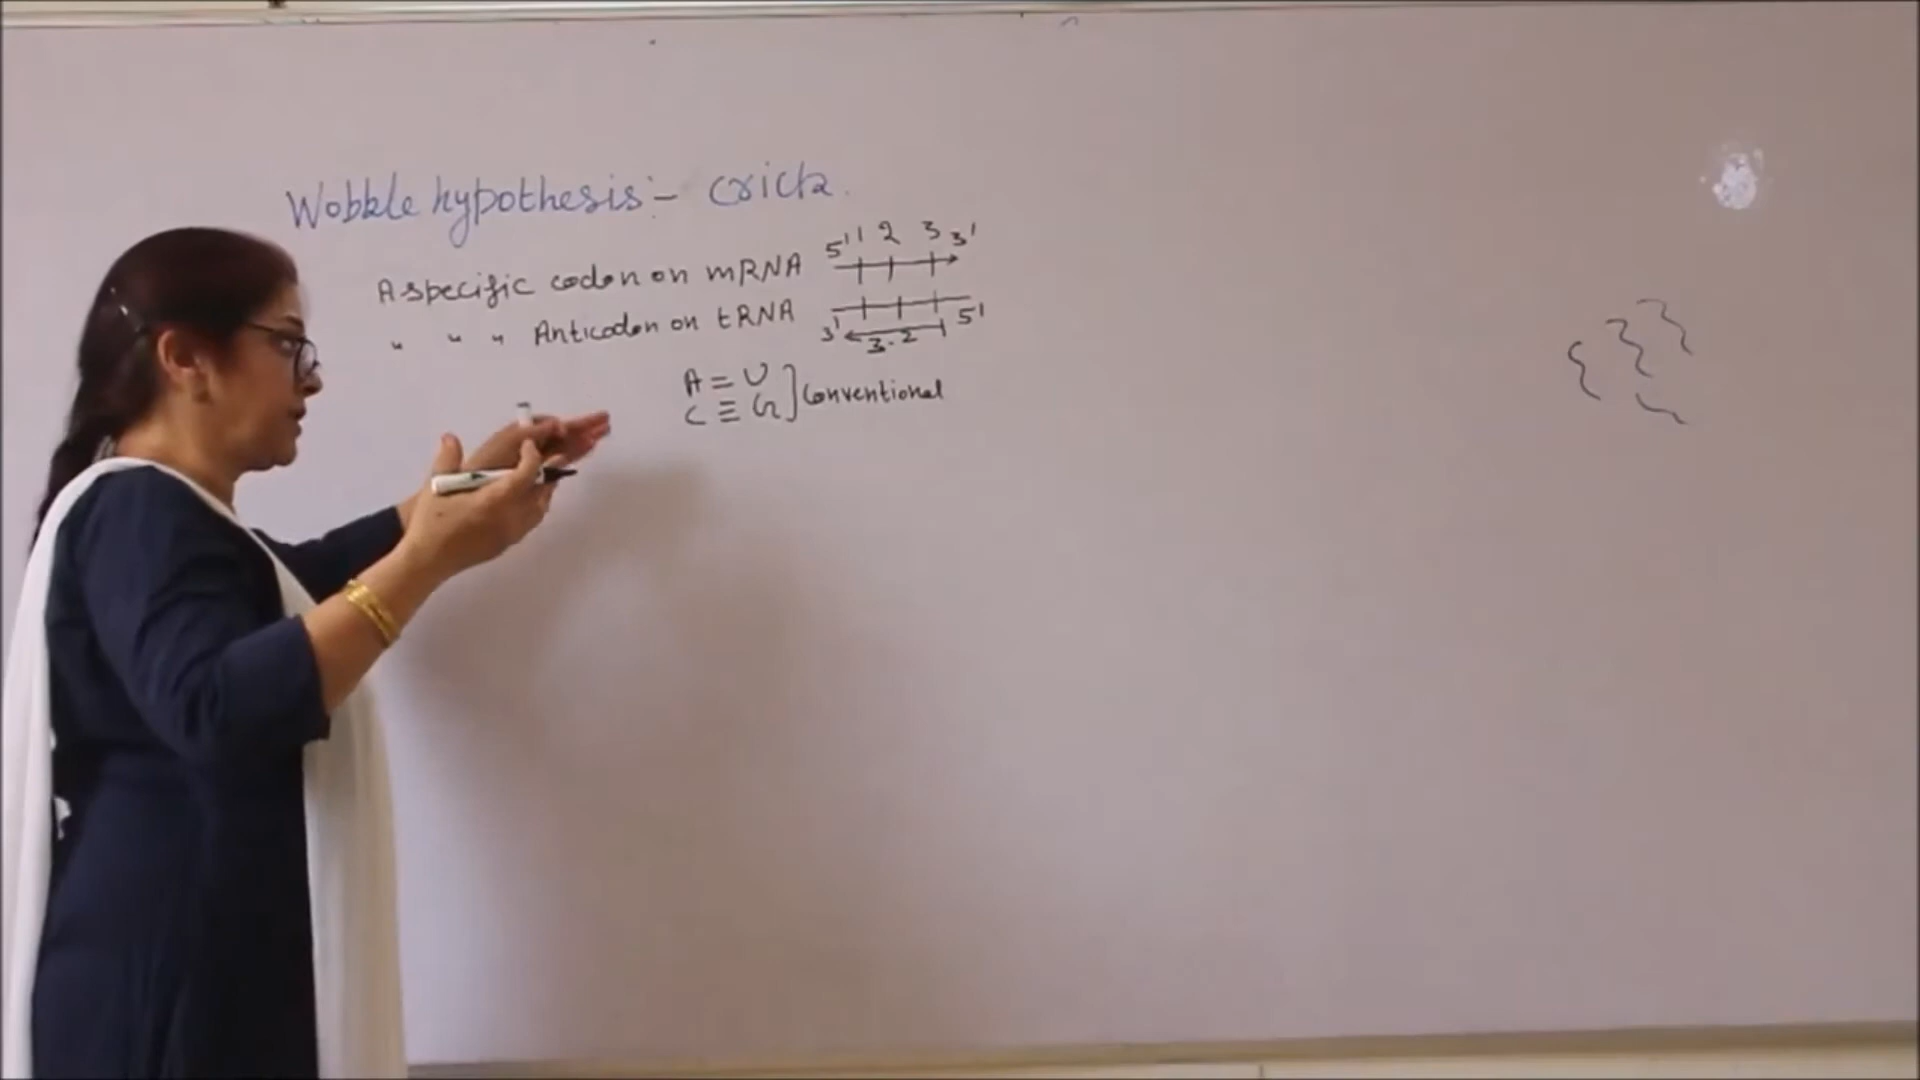 Wobble hypothesis:- Crick.
A specific codon on mRNA 5' 1 2 3 3'
" " " Anticodon on tRNA 3' 3. 2 5'
A = U
C ≡ G ] Conventional